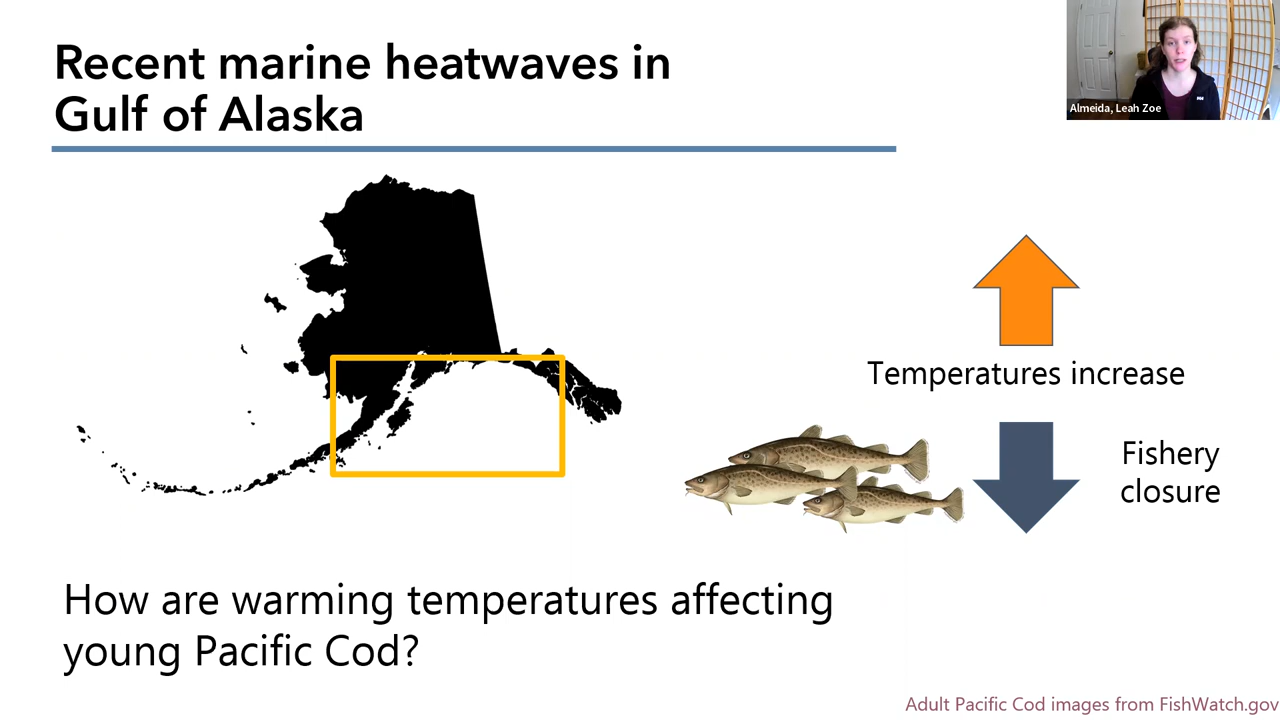 Recent marine heatwaves in
Gulf of Alaska
Almeida, Leah Zoe
Temperatures increase
Fishery
closure
How are warming temperatures affecting
young Pacific Cod?
Adult Pacific Cod images from FishWatch.gov